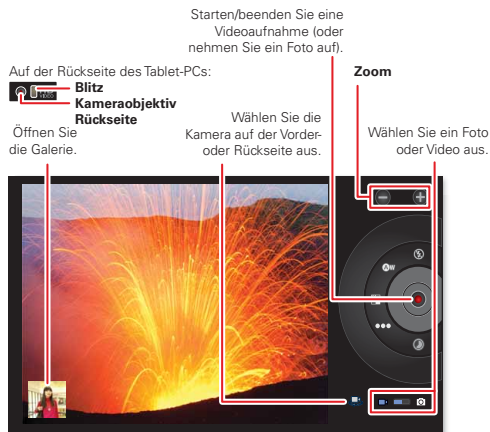 Starten/beenden Sie eine
Videoaufnahme (oder
nehmen Sie ein Foto auf).
Auf der Rückseite des Tablet-PCs:
Blitz
Kameraobjektiv
Rückseite
Zoom
Öffnen Sie
die Galerie.
Wählen Sie die
Kamera auf der Vorder-
oder Rückseite aus.
Wählen Sie ein Foto
oder Video aus.